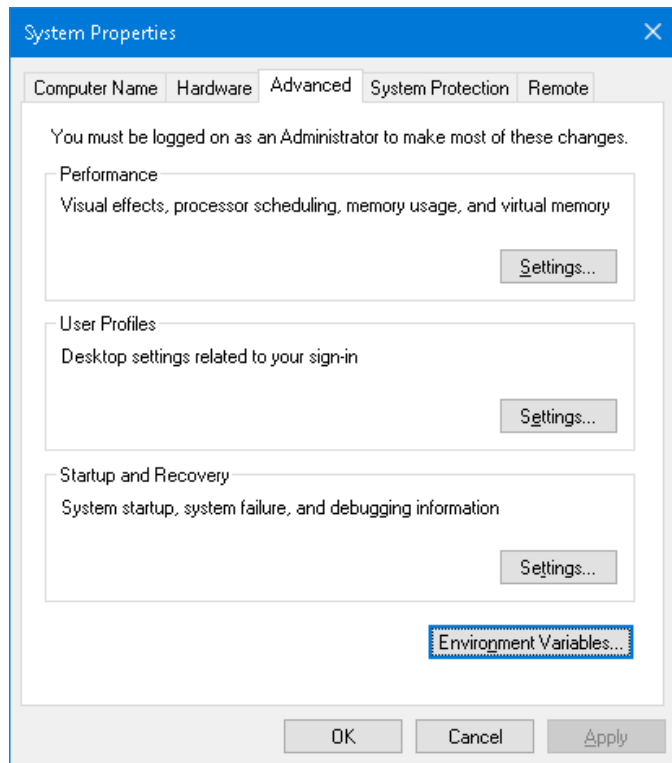 System Properties
Computer Name Hardware Advanced System Protection Remote
You must be logged on as an Administrator to make most of these changes.
Performance
Visual effects, processor scheduling, memory usage, and virtual memory
Settings...
User Profiles
Desktop settings related to your sign-in
Settings...
Startup and Recovery
System startup, system failure, and debugging information
Settings...
Environment Variables...
OK Cancel Apply